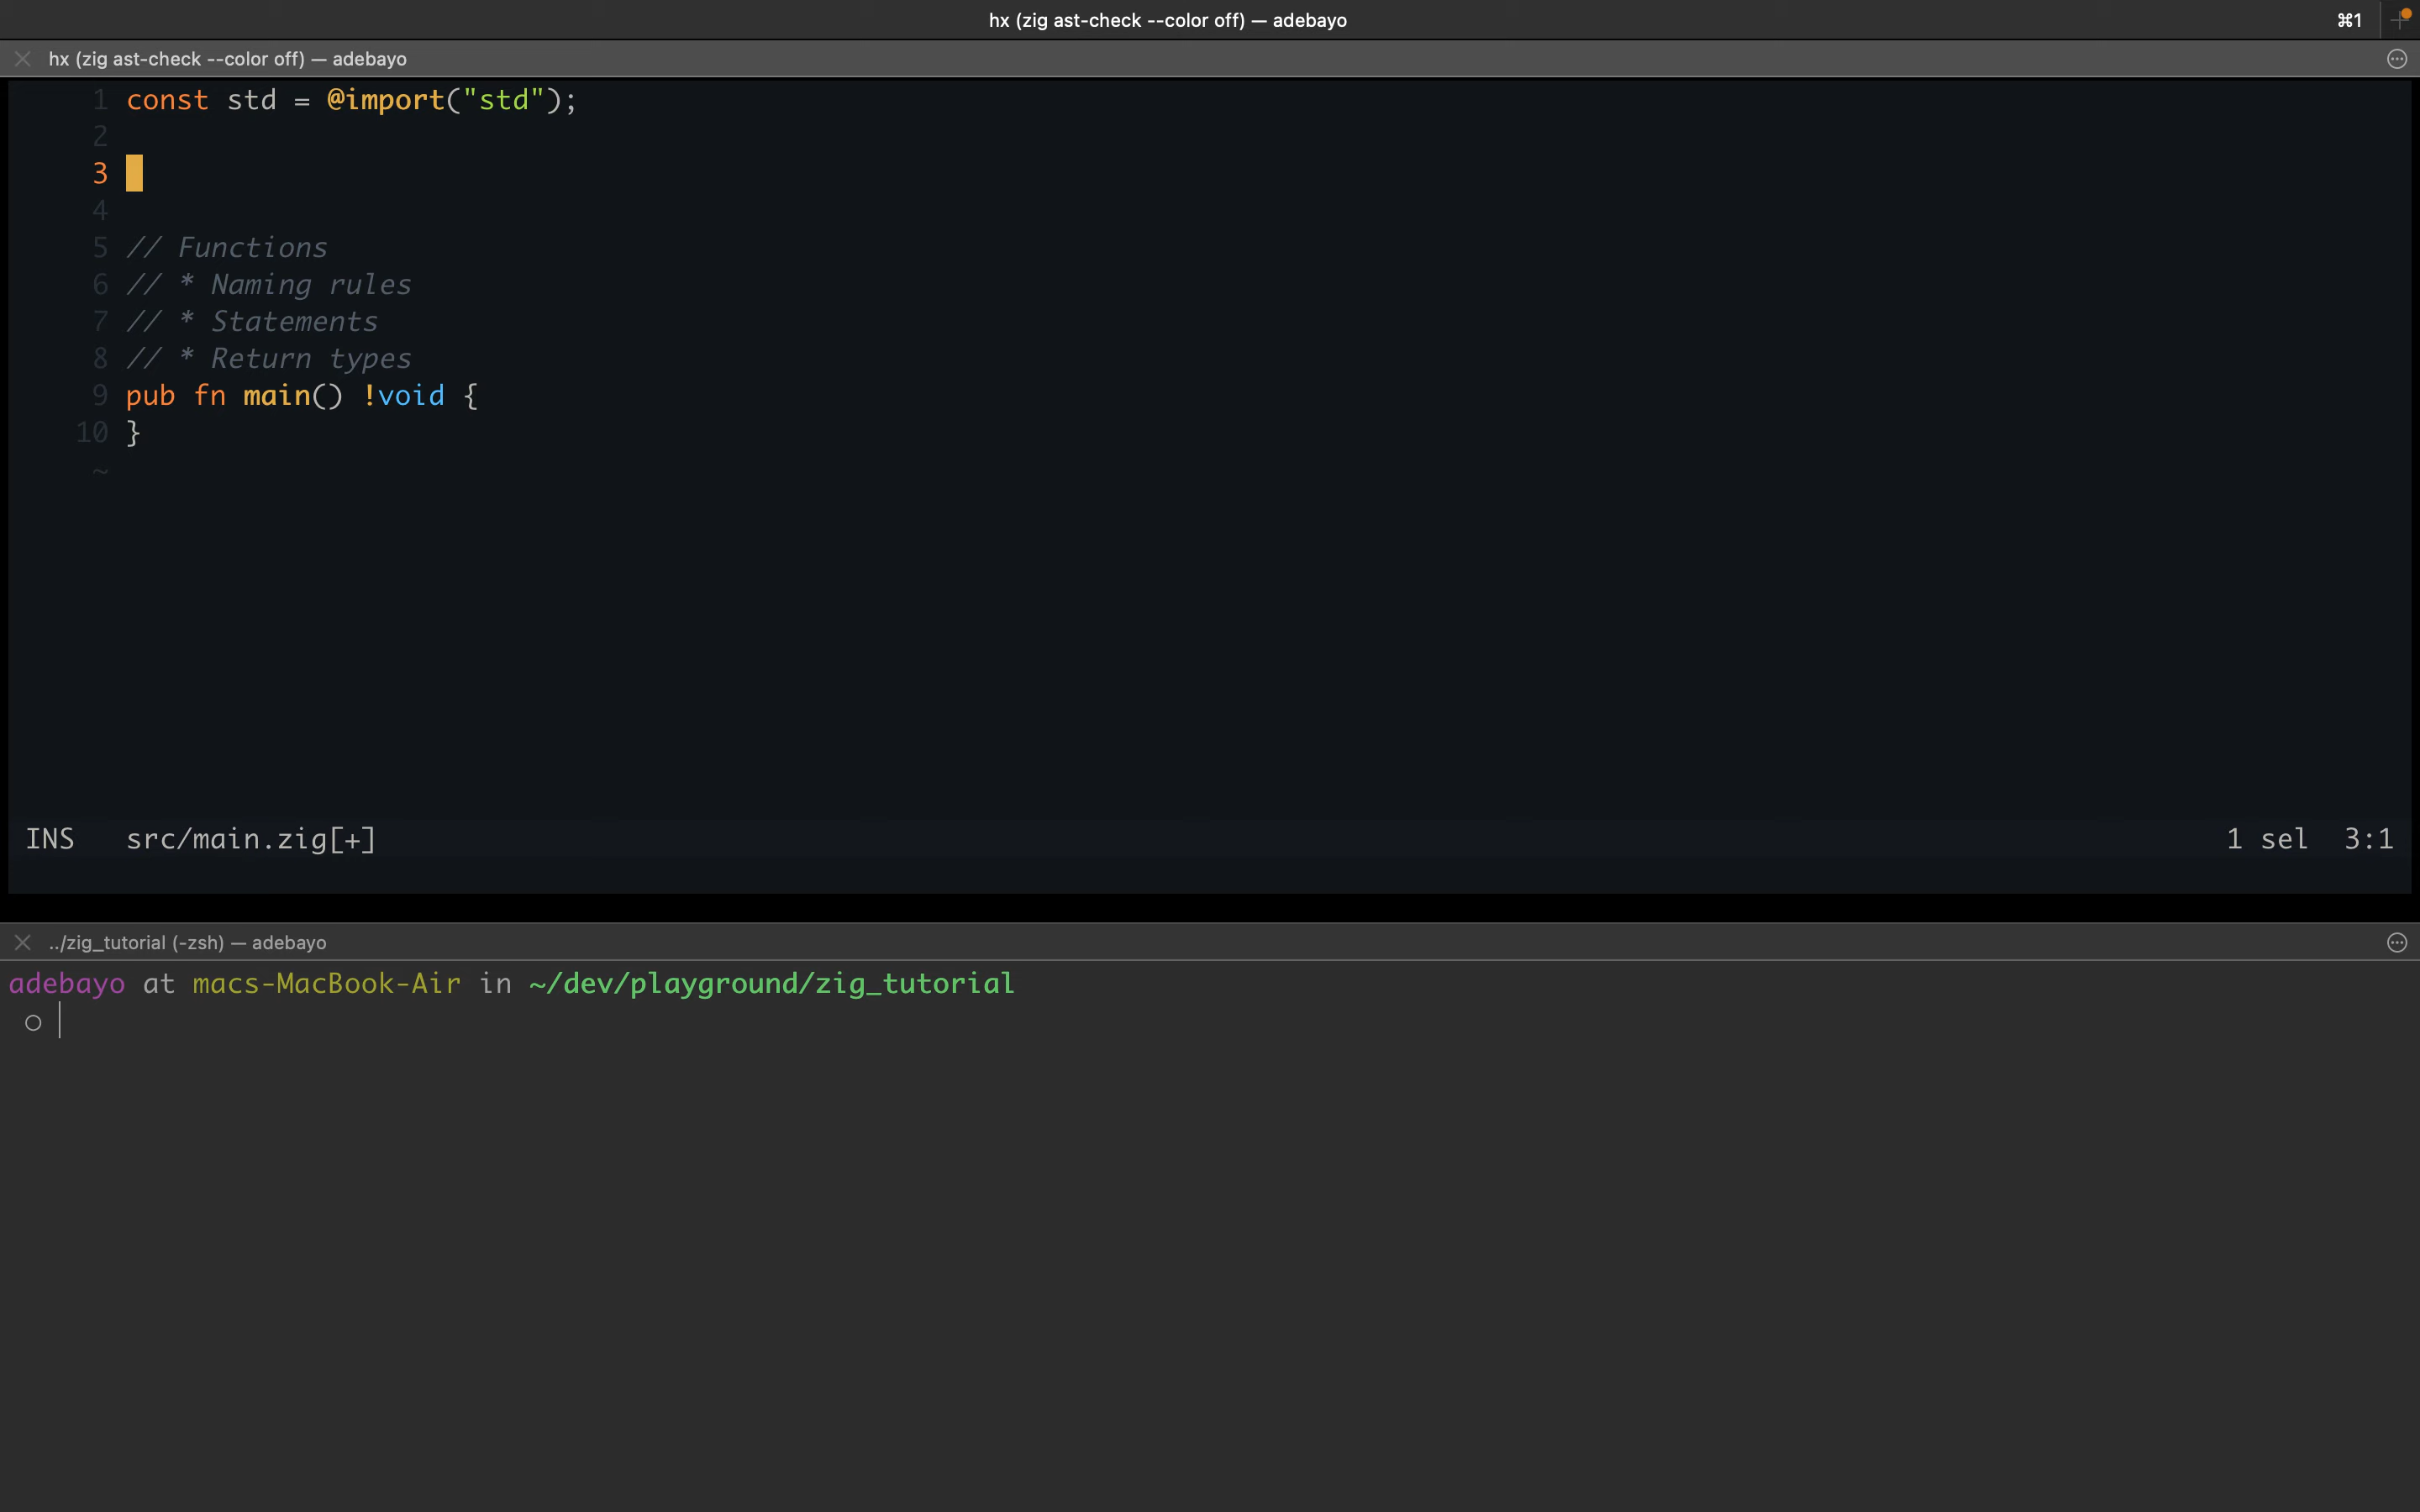 hx (zig ast-check --color off) — adebayo
⌘1
hx (zig ast-check --color off) — adebayo
1 const std = @import("std");
2
3
4
5 // Functions
6 // * Naming rules
7 // * Statements
8 // * Return types
9 pub fn main() !void {
10 }
~
INS src/main.zig[+] 1 sel 3:1
../zig_tutorial (-zsh) — adebayo
adebayo at macs-MacBook-Air in ~/dev/playground/zig_tutorial
○